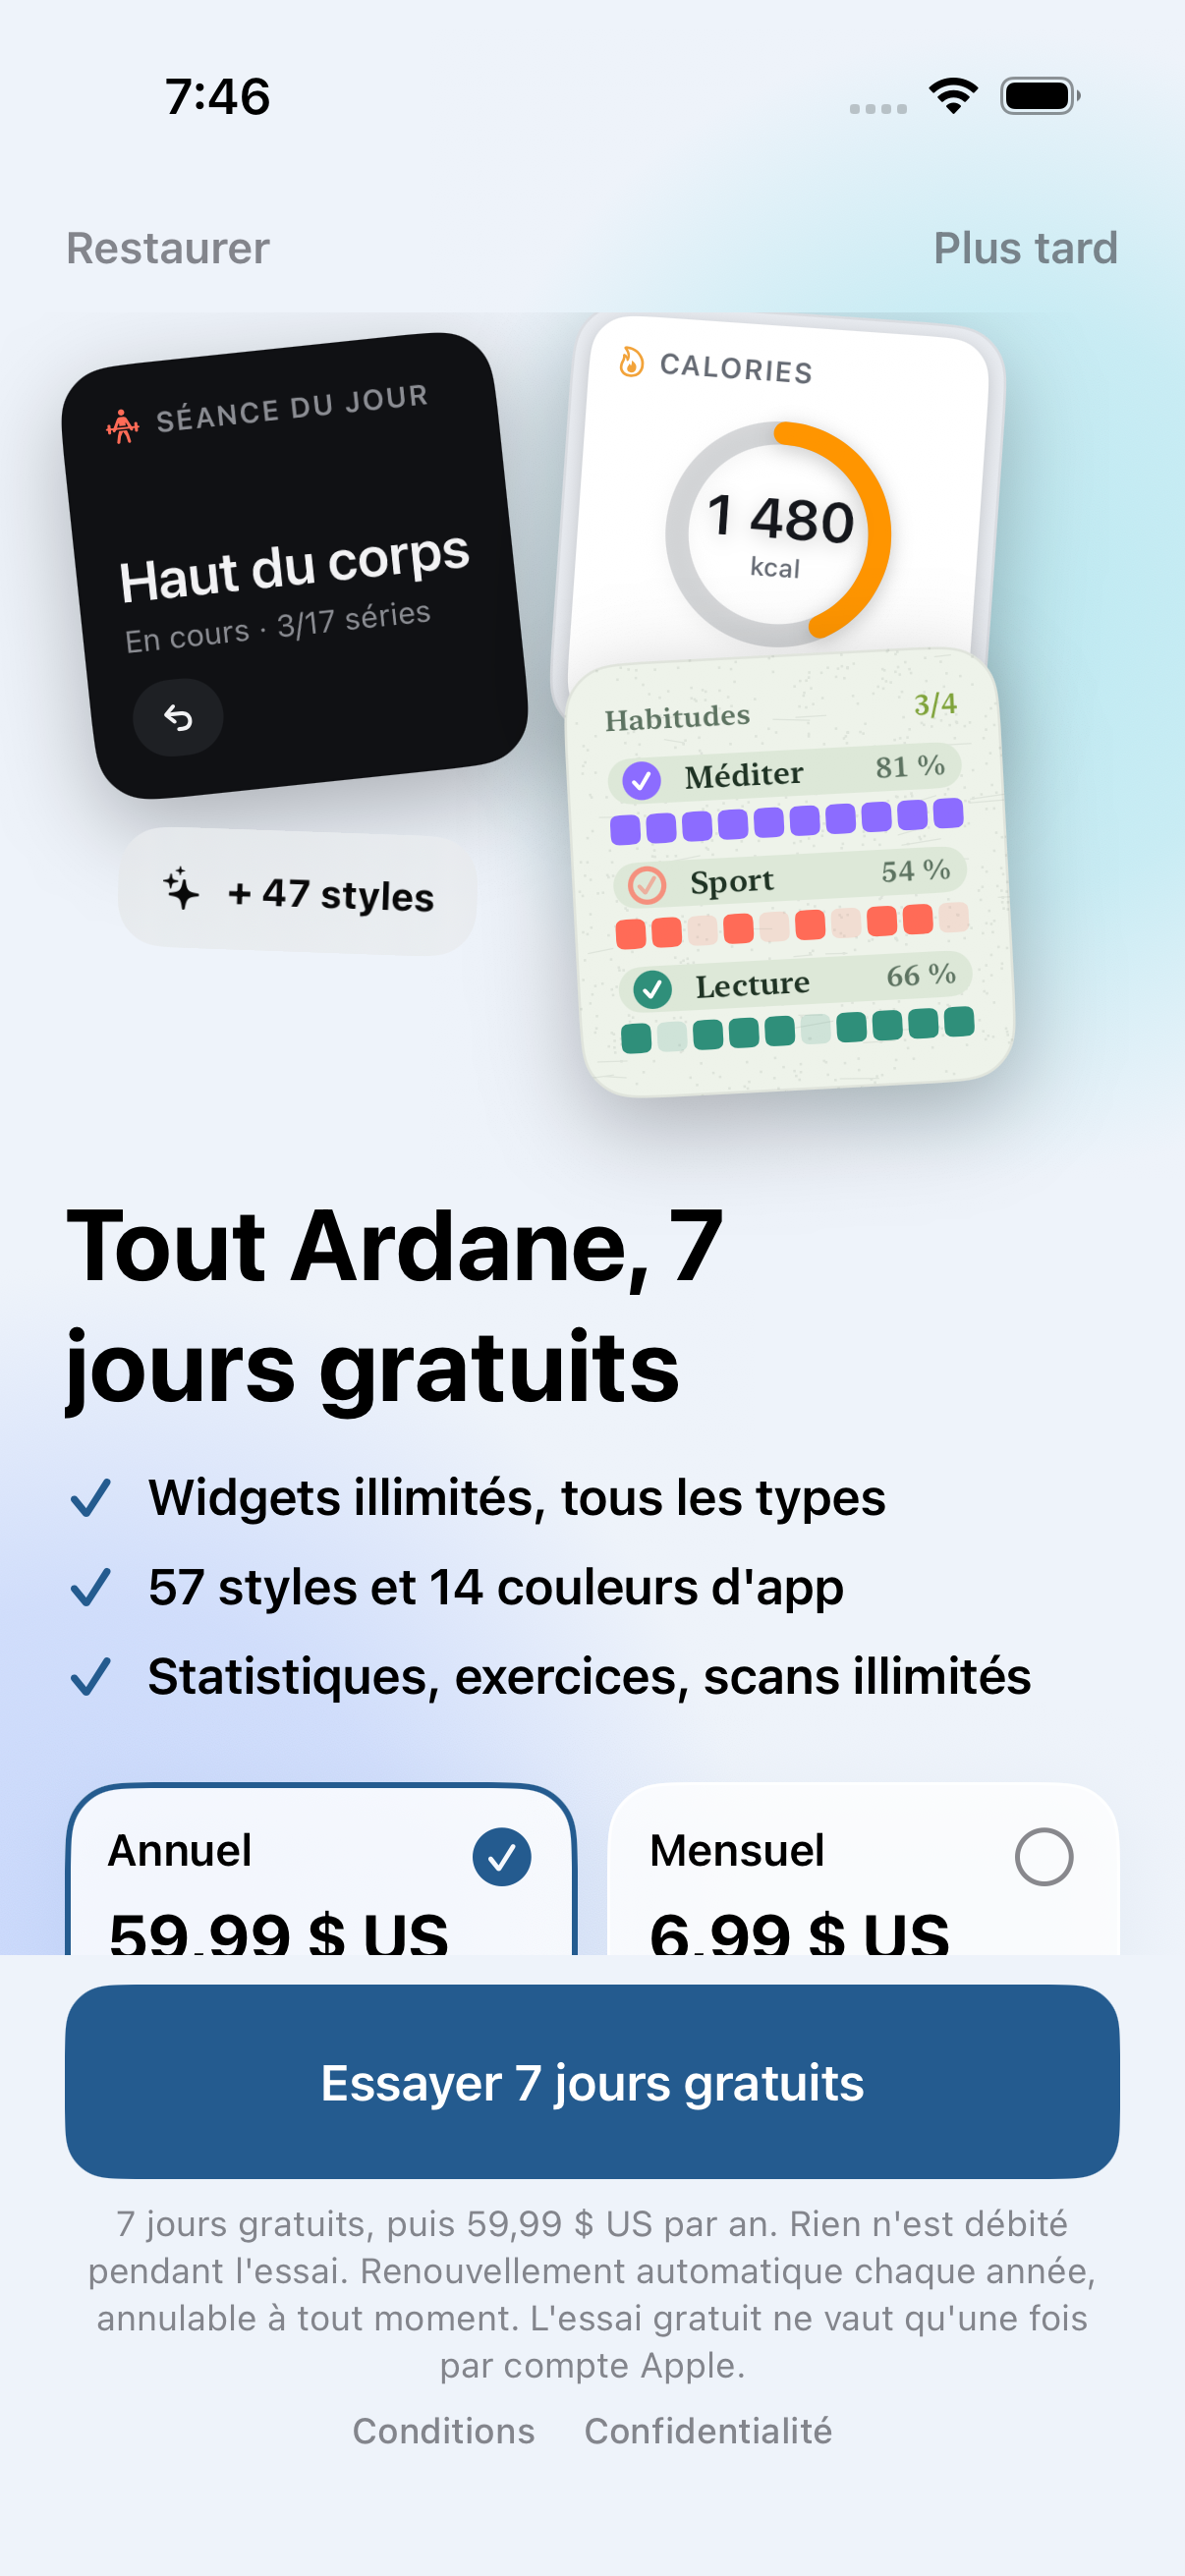 7:46
Restaurer
Plus tard
SÉANCE DU JOUR
Haut du corps
En cours · 3/17 séries
CALORIES
1 480
kcal
Habitudes 3/4
Méditer 81 %
Sport 54 %
Lecture 66 %
+ 47 styles
Tout Ardane, 7
jours gratuits
Widgets illimités, tous les types
57 styles et 14 couleurs d'app
Statistiques, exercices, scans illimités
Annuel
59,99 $ US
Mensuel
6,99 $ US
Essayer 7 jours gratuits
7 jours gratuits, puis 59,99 $ US par an. Rien n'est débité
pendant l'essai. Renouvellement automatique chaque année,
annulable à tout moment. L'essai gratuit ne vaut qu'une fois
par compte Apple.
Conditions Confidentialité